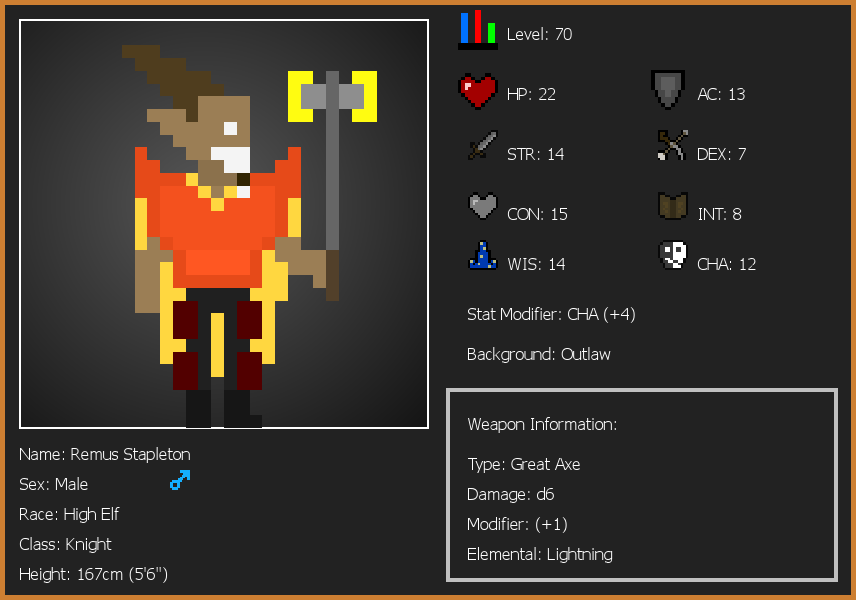 Level: 70
HP: 22
AC: 13
STR: 14
DEX: 7
CON: 15
INT: 8
WIS: 14
CHA: 12
Stat Modifier: CHA (+4)
Background: Outlaw
Weapon Information:
Type: Great Axe
Damage: d6
Modifier: (+1)
Elemental: Lightning
Name: Remus Stapleton
Sex: Male
Race: High Elf
Class: Knight
Height: 167cm (5'6")